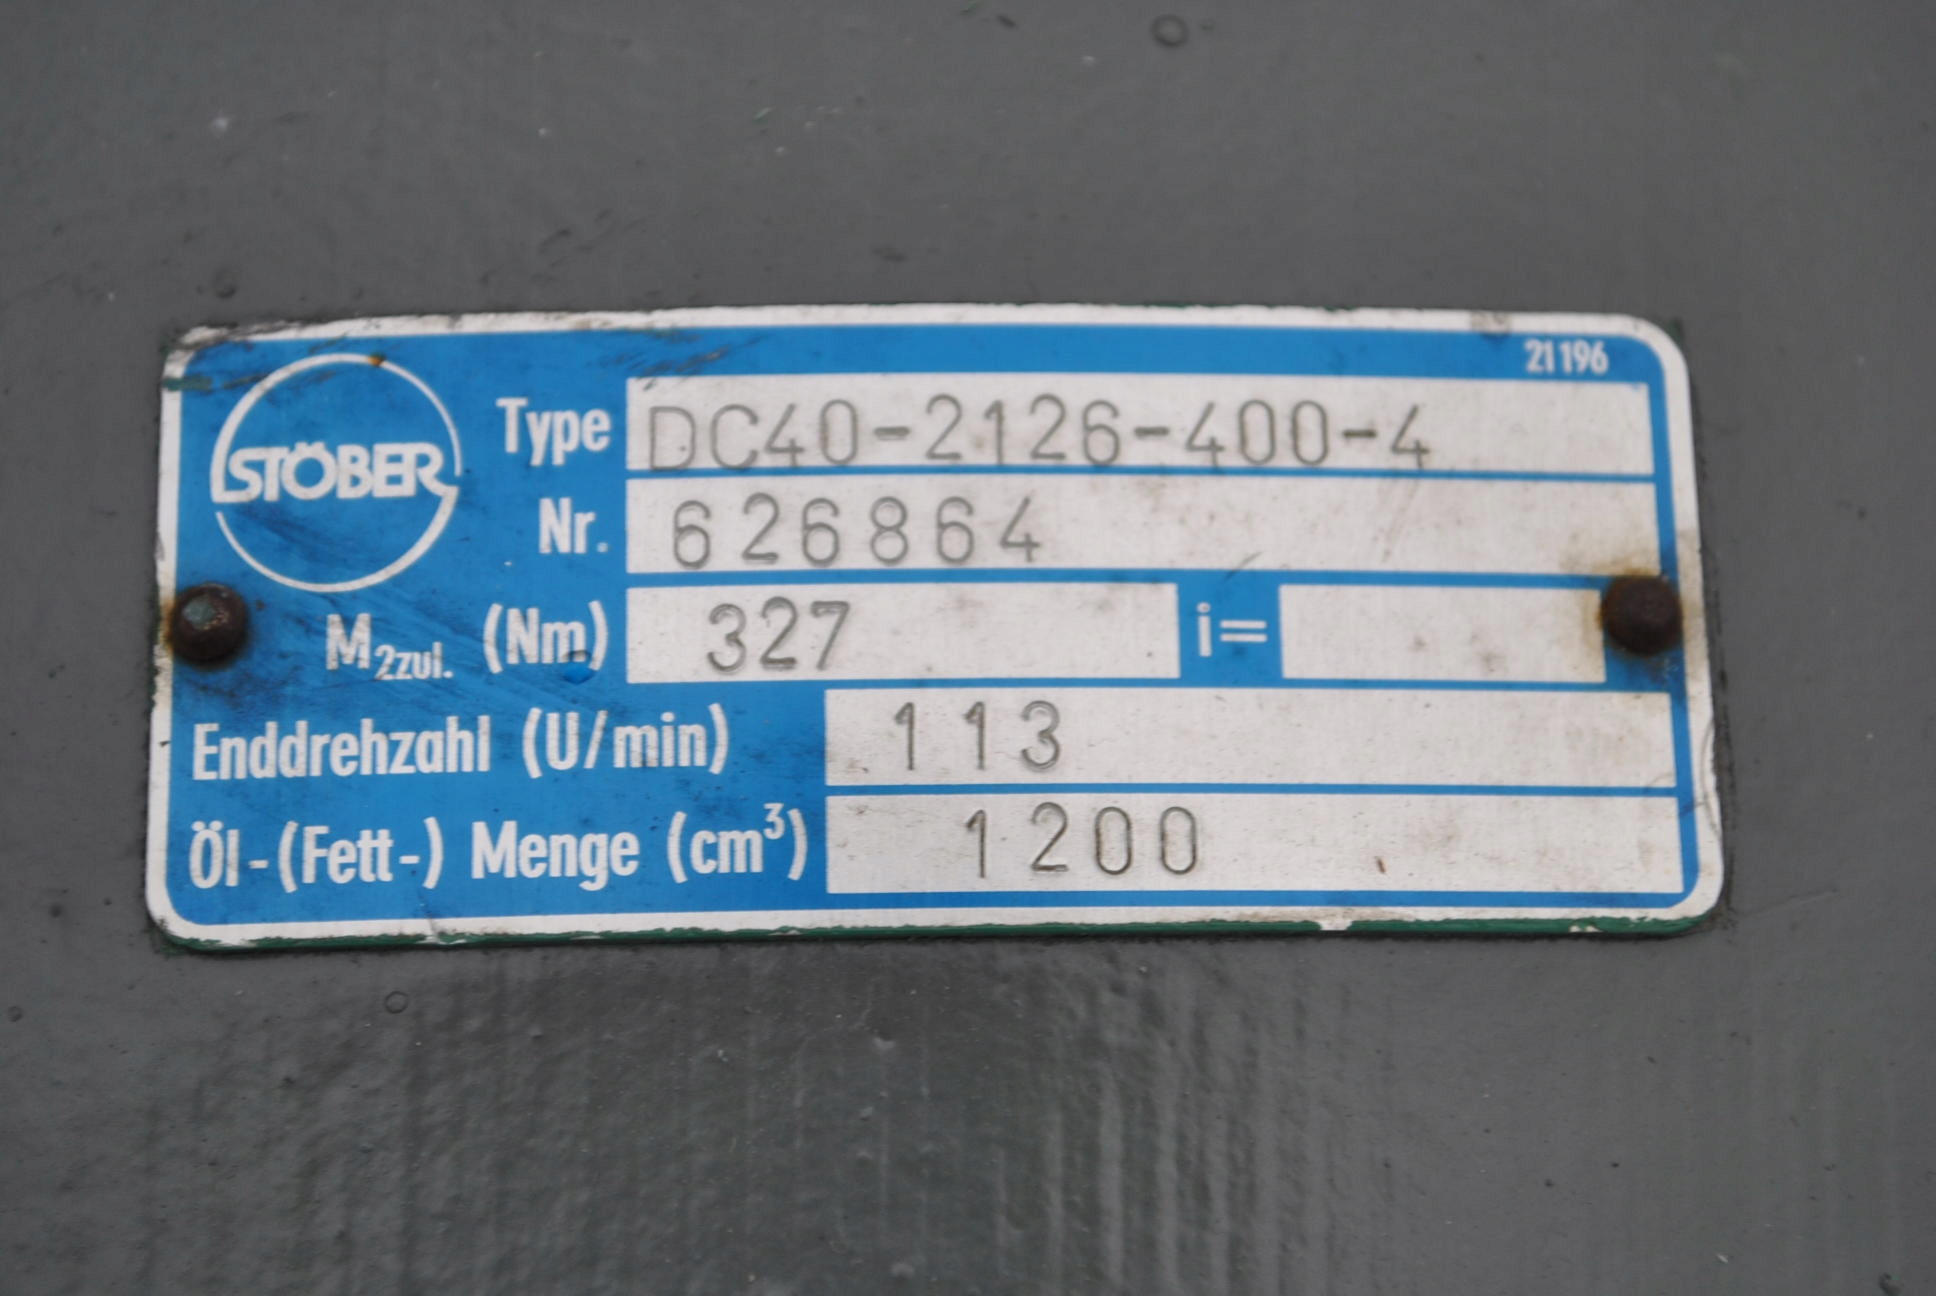 21196
STÖBER
Type DC40-2126-400-4
Nr. 626864
M2zul. (Nm) 327 i=
Enddrehzahl (U/min) 113
Öl-(Fett-) Menge (cm³) 1200